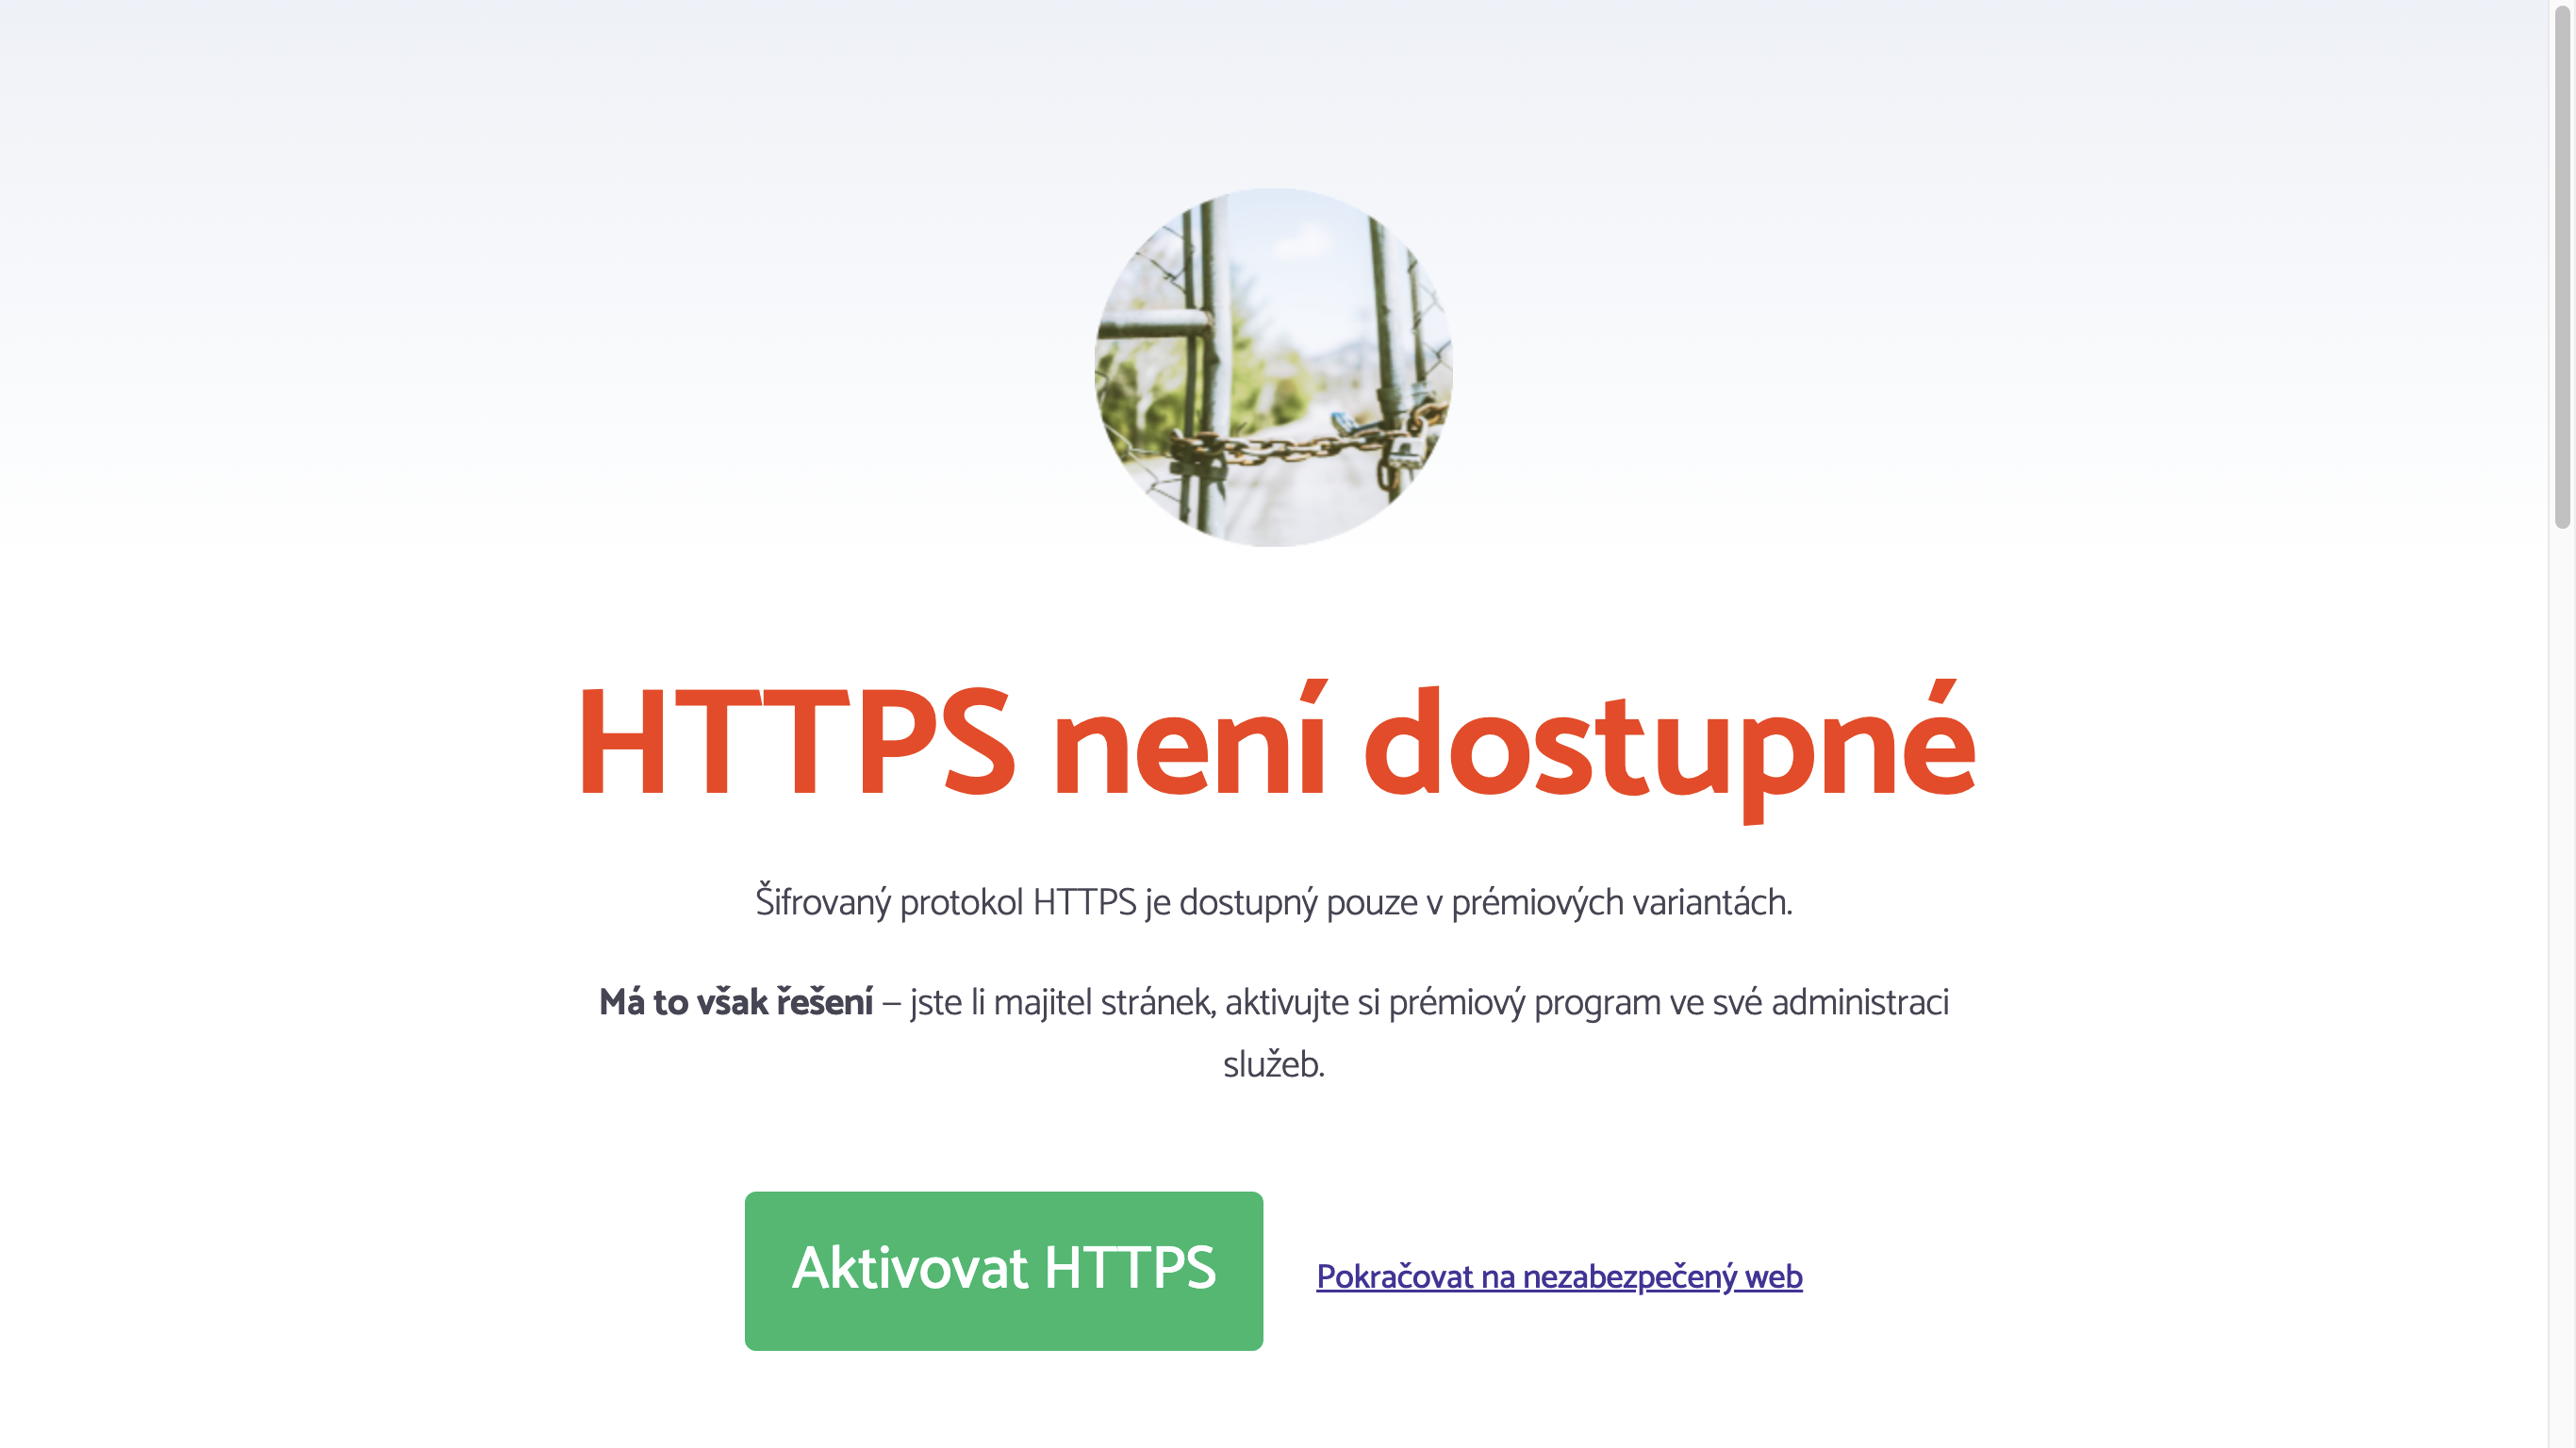 HTTPS není dostupné
Šifrovaný protokol HTTPS je dostupný pouze v prémiových variantách.
Má to však řešení – jste li majitel stránek, aktivujte si prémiový program ve své administraci
služeb.
Aktivovat HTTPS
Pokračovat na nezabezpečený web